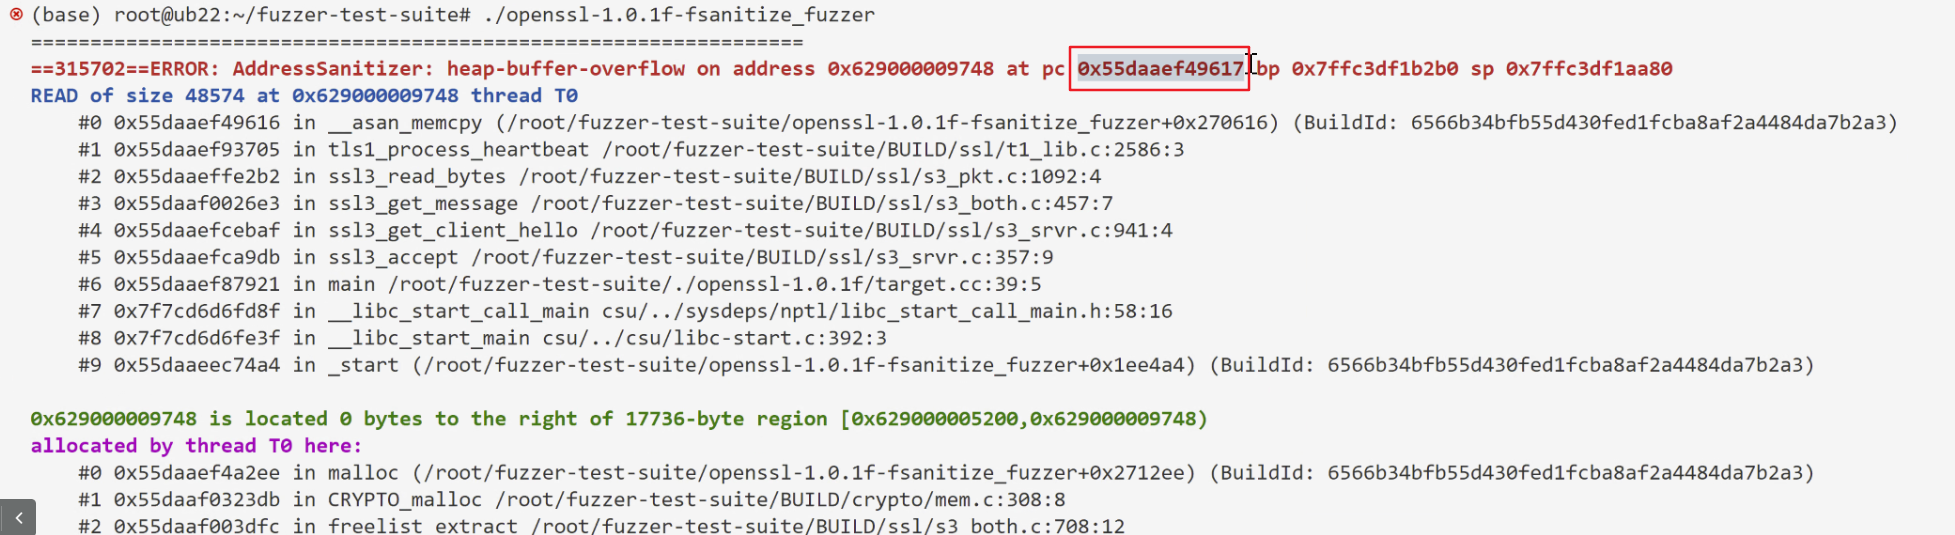 (base) root@ub22:~/fuzzer-test-suite# ./openssl-1.0.1f-fsanitize_fuzzer
=================================================================
==315702==ERROR: AddressSanitizer: heap-buffer-overflow on address 0x629000009748 at pc 0x55daaef49617 bp 0x7ffc3df1b2b0 sp 0x7ffc3df1aa80
READ of size 48574 at 0x629000009748 thread T0
    #0 0x55daaef49616 in __asan_memcpy (/root/fuzzer-test-suite/openssl-1.0.1f-fsanitize_fuzzer+0x270616) (BuildId: 6566b34bfb55d430fed1fcba8af2a4484da7b2a3)
    #1 0x55daaef93705 in tls1_process_heartbeat /root/fuzzer-test-suite/BUILD/ssl/t1_lib.c:2586:3
    #2 0x55daaeffe2b2 in ssl3_read_bytes /root/fuzzer-test-suite/BUILD/ssl/s3_pkt.c:1092:4
    #3 0x55daaf0026e3 in ssl3_get_message /root/fuzzer-test-suite/BUILD/ssl/s3_both.c:457:7
    #4 0x55daaefcebaf in ssl3_get_client_hello /root/fuzzer-test-suite/BUILD/ssl/s3_srvr.c:941:4
    #5 0x55daaefca9db in ssl3_accept /root/fuzzer-test-suite/BUILD/ssl/s3_srvr.c:357:9
    #6 0x55daaef87921 in main /root/fuzzer-test-suite/./openssl-1.0.1f/target.cc:39:5
    #7 0x7f7cd6d6fd8f in __libc_start_call_main csu/../sysdeps/nptl/libc_start_call_main.h:58:16
    #8 0x7f7cd6d6fe3f in __libc_start_main csu/../csu/libc-start.c:392:3
    #9 0x55daaeec74a4 in _start (/root/fuzzer-test-suite/openssl-1.0.1f-fsanitize_fuzzer+0x1ee4a4) (BuildId: 6566b34bfb55d430fed1fcba8af2a4484da7b2a3)
0x629000009748 is located 0 bytes to the right of 17736-byte region [0x629000005200,0x629000009748)
allocated by thread T0 here:
    #0 0x55daaef4a2ee in malloc (/root/fuzzer-test-suite/openssl-1.0.1f-fsanitize_fuzzer+0x2712ee) (BuildId: 6566b34bfb55d430fed1fcba8af2a4484da7b2a3)
    #1 0x55daaf0323db in CRYPTO_malloc /root/fuzzer-test-suite/BUILD/crypto/mem.c:308:8
    #2 0x55daaf003dfc in freelist_extract /root/fuzzer-test-suite/BUILD/ssl/s3_both.c:708:12